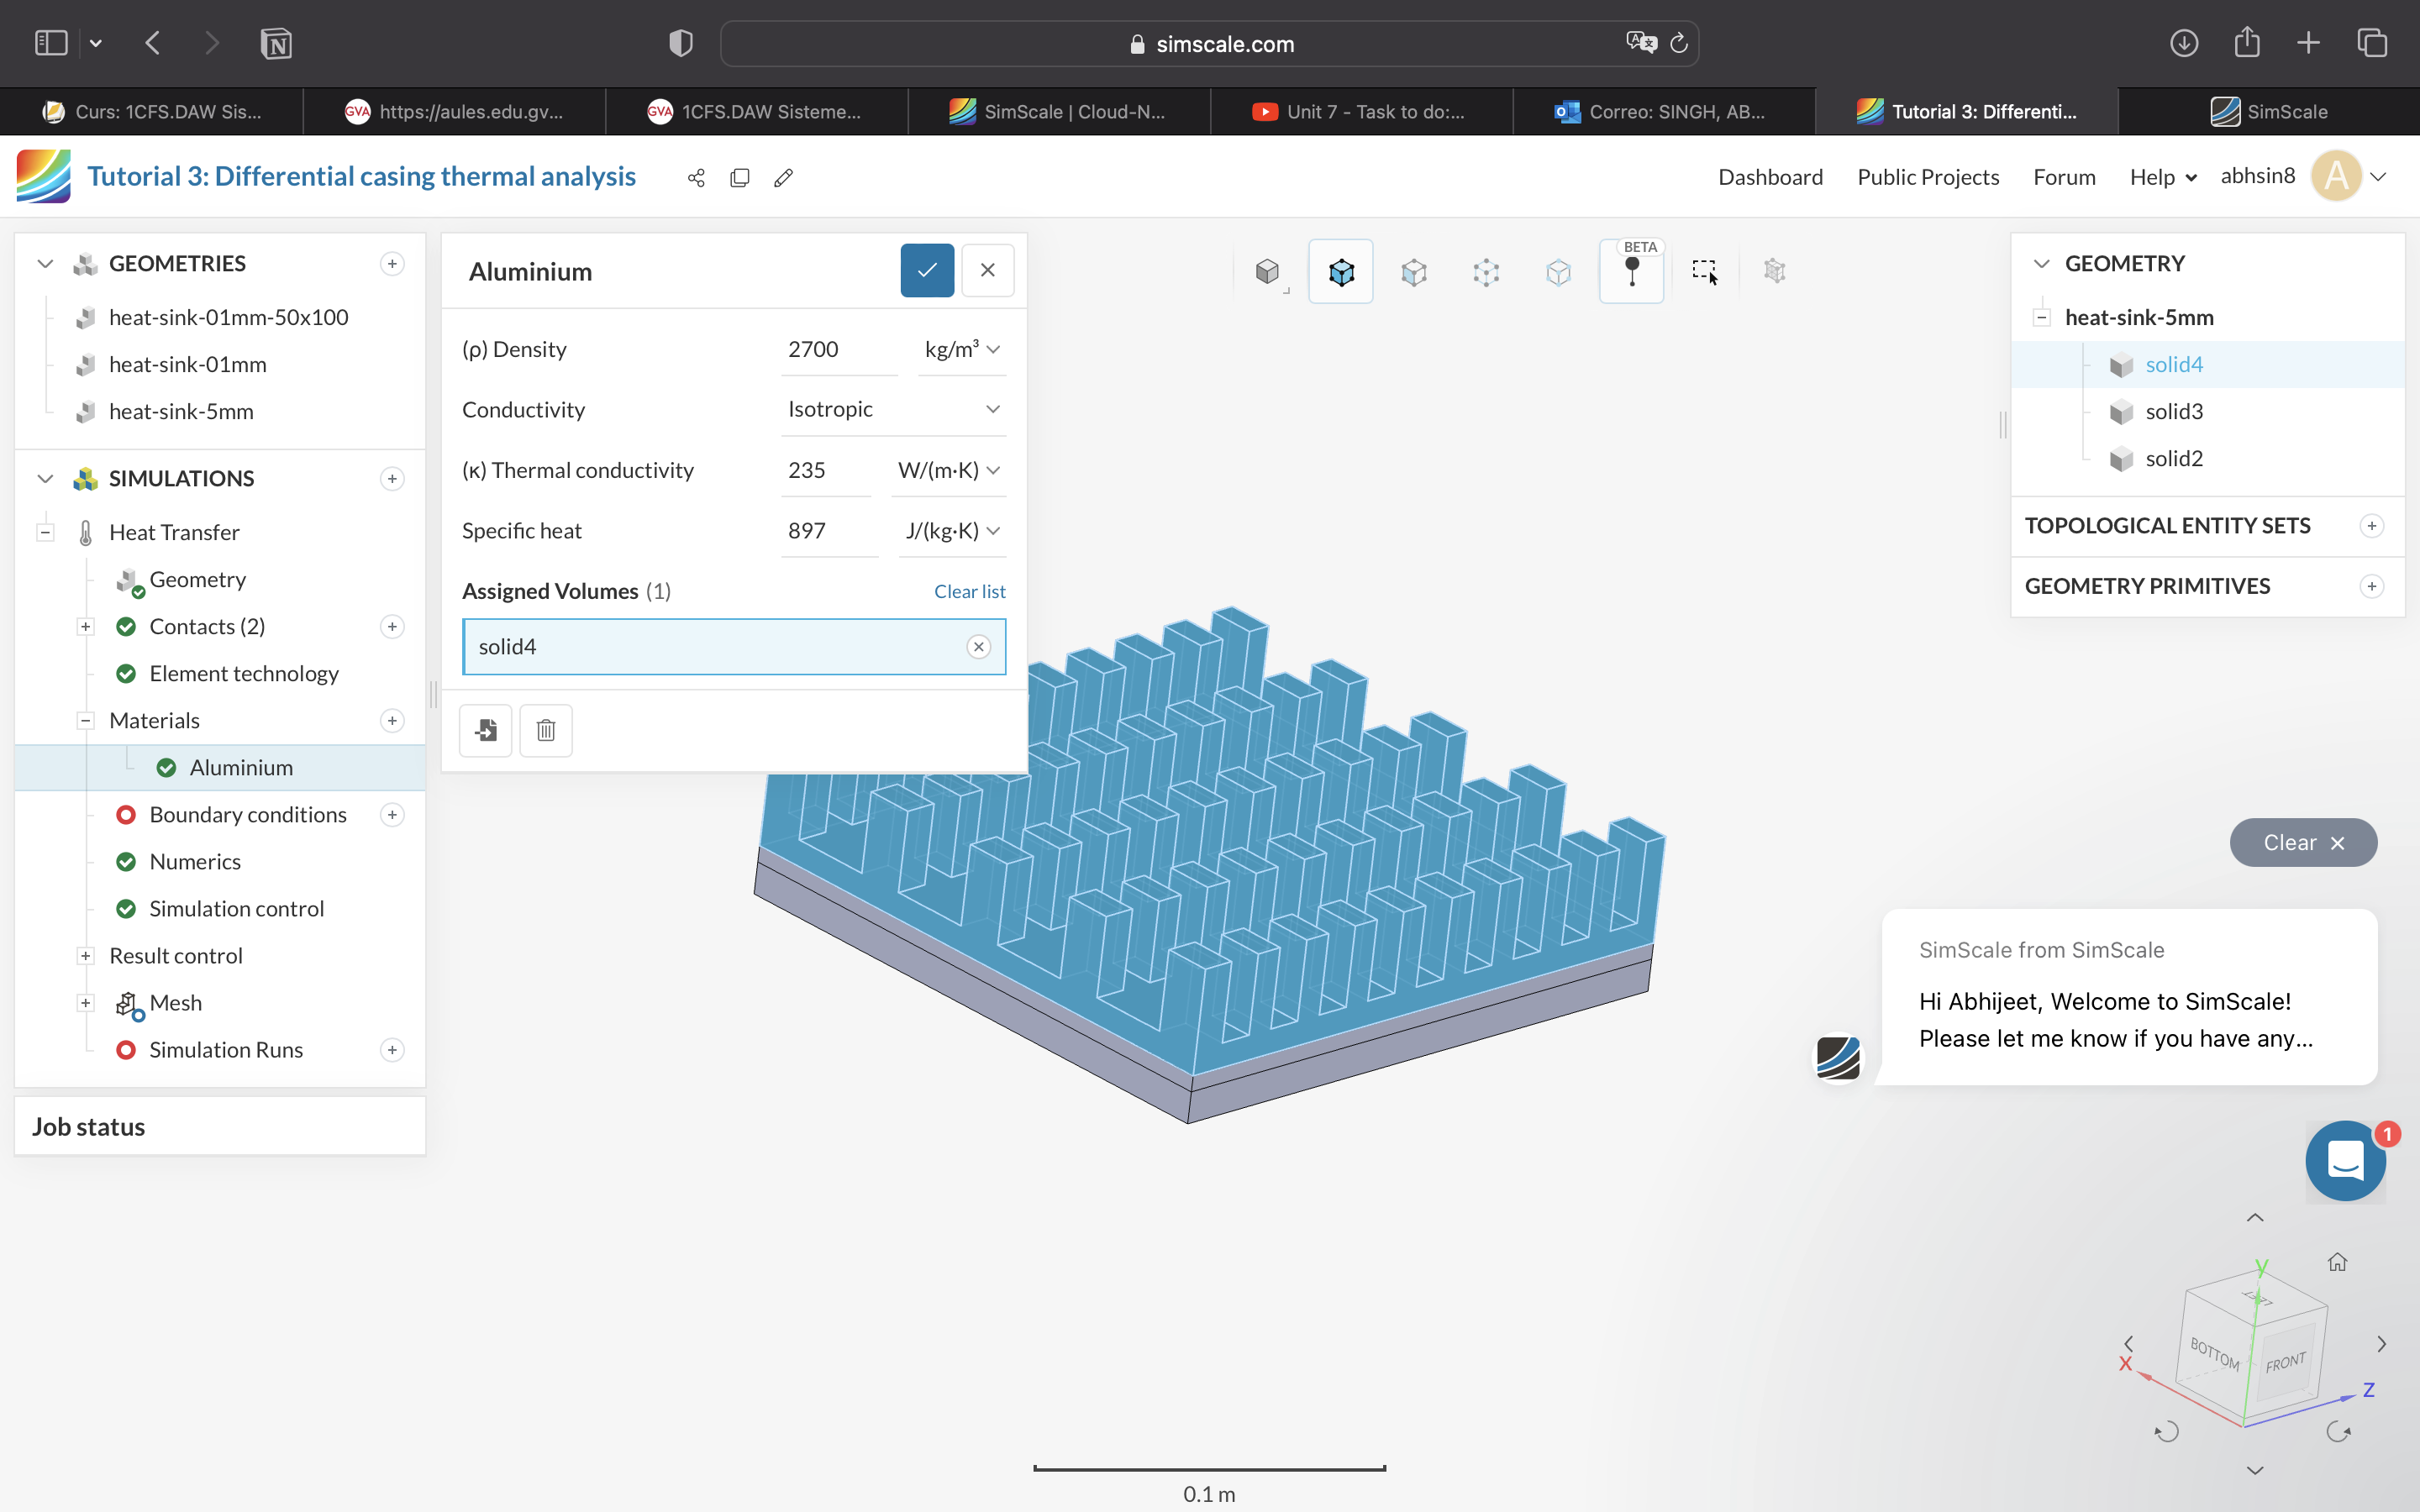 simscale.com
Curs: 1CFS.DAW Sis...
https://aules.edu.gv...
1CFS.DAW Sisteme...
SimScale | Cloud-N...
Unit 7 - Task to do:...
Correo: SINGH, AB...
Tutorial 3: Differenti...
SimScale
Tutorial 3: Differential casing thermal analysis
Dashboard
Public Projects
Forum
Help
abhsin8
A
GEOMETRIES
heat-sink-01mm-50x100
heat-sink-01mm
heat-sink-5mm
SIMULATIONS
Heat Transfer
Geometry
Contacts (2)
Element technology
Materials
Aluminium
Boundary conditions
Numerics
Simulation control
Result control
Mesh
Simulation Runs
Job status
Aluminium
(ρ) Density 2700 kg/m³
Conductivity Isotropic
(κ) Thermal conductivity 235 W/(m·K)
Specific heat 897 J/(kg·K)
Assigned Volumes (1) Clear list
solid4
BETA
GEOMETRY
heat-sink-5mm
solid4
solid3
solid2
TOPOLOGICAL ENTITY SETS
GEOMETRY PRIMITIVES
Clear
SimScale from SimScale
Hi Abhijeet, Welcome to SimScale!
Please let me know if you have any...
1
y
LEFT
BOTTOM
FRONT
X
Z
0.1 m